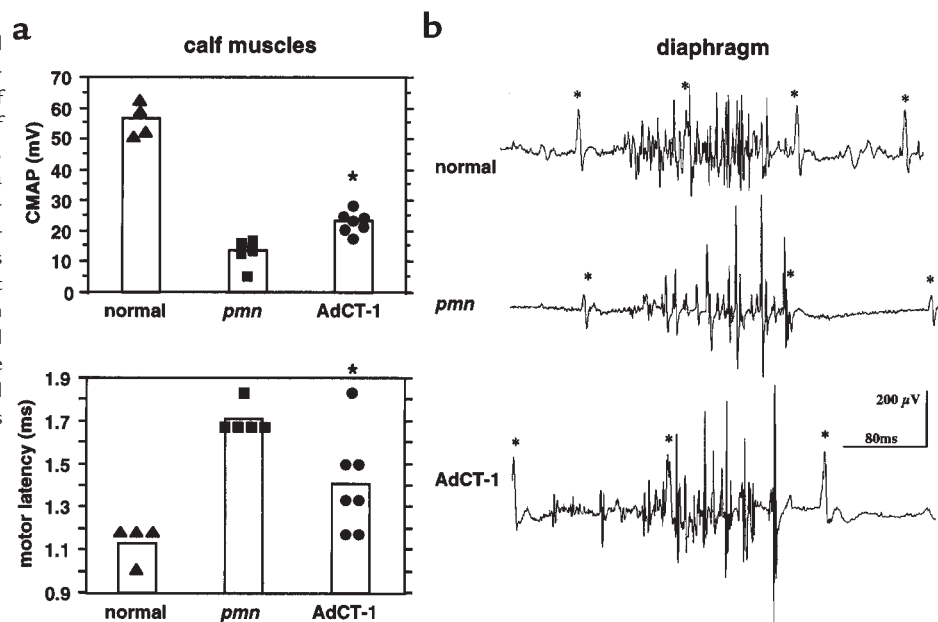 a
calf muscles
70
60
50
40
30
20
10
0
CMAP (mV)
*
normal pmn AdCT-1
1.9
1.7
1.5
1.3
1.1
0.9
motor latency (ms)
*
normal pmn AdCT-1
b
diaphragm
* * * *
normal
* * *
pmn
200 µV
80ms
* * *
AdCT-1